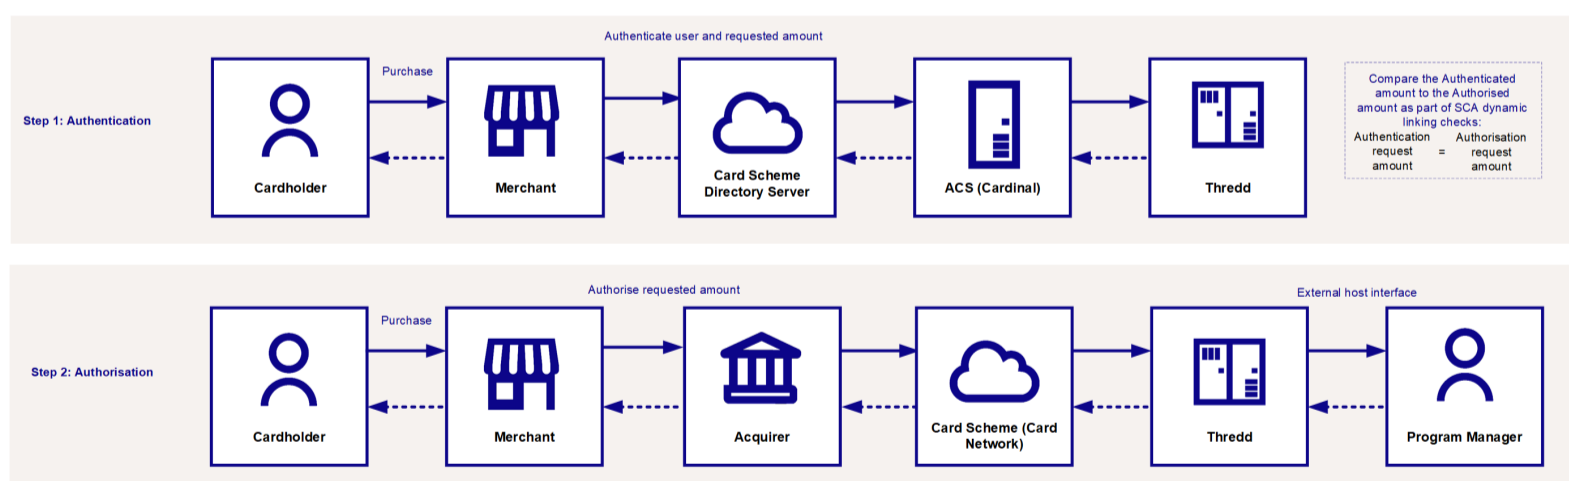 Authenticate user and requested amount
Purchase
Step 1: Authentication
Cardholder
Merchant
Card Scheme
Directory Server
ACS (Cardinal)
Thredd
Compare the Authenticated
amount to the Authorised
amount as part of SCA dynamic
linking checks:
Authentication
request
amount
=
Authorisation
request
amount
Authorise requested amount
External host interface
Purchase
Step 2: Authorisation
Cardholder
Merchant
Acquirer
Card Scheme (Card
Network)
Thredd
Program Manager